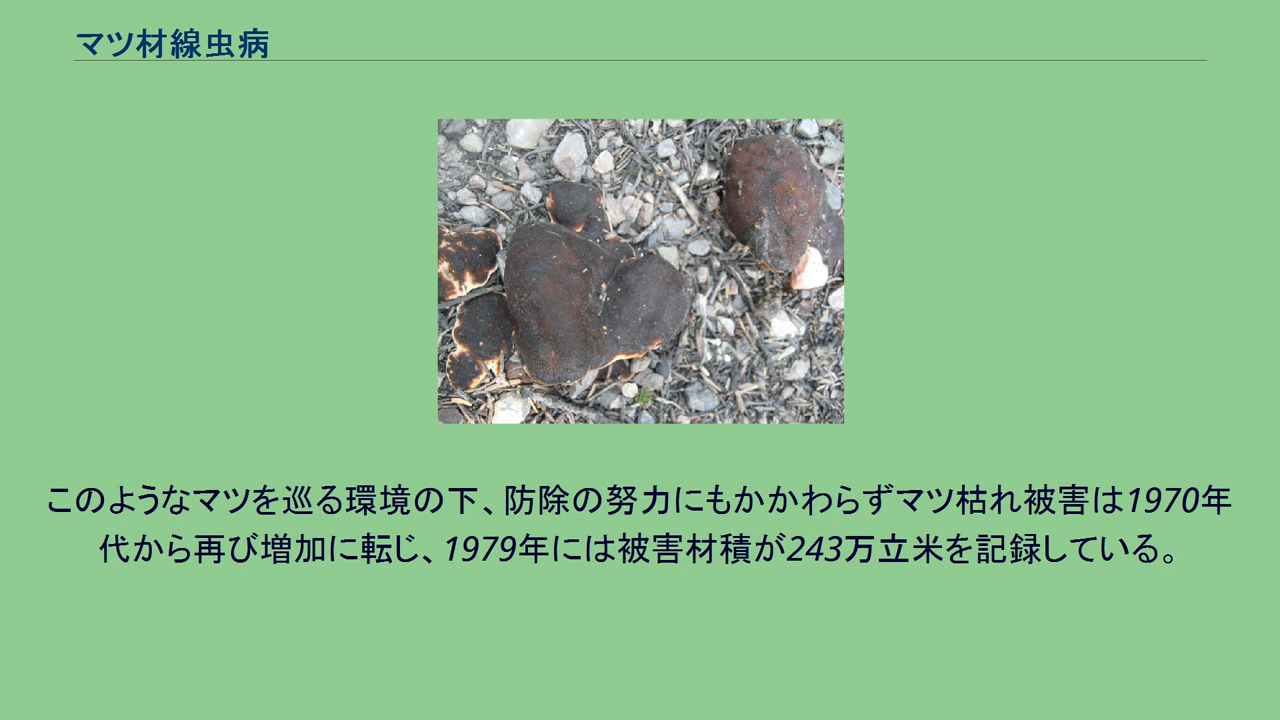 マツ材線虫病
このようなマツを巡る環境の下、防除の努力にもかかわらずマツ枯れ被害は1970年
代から再び増加に転じ、1979年には被害材積が243万立米を記録している。